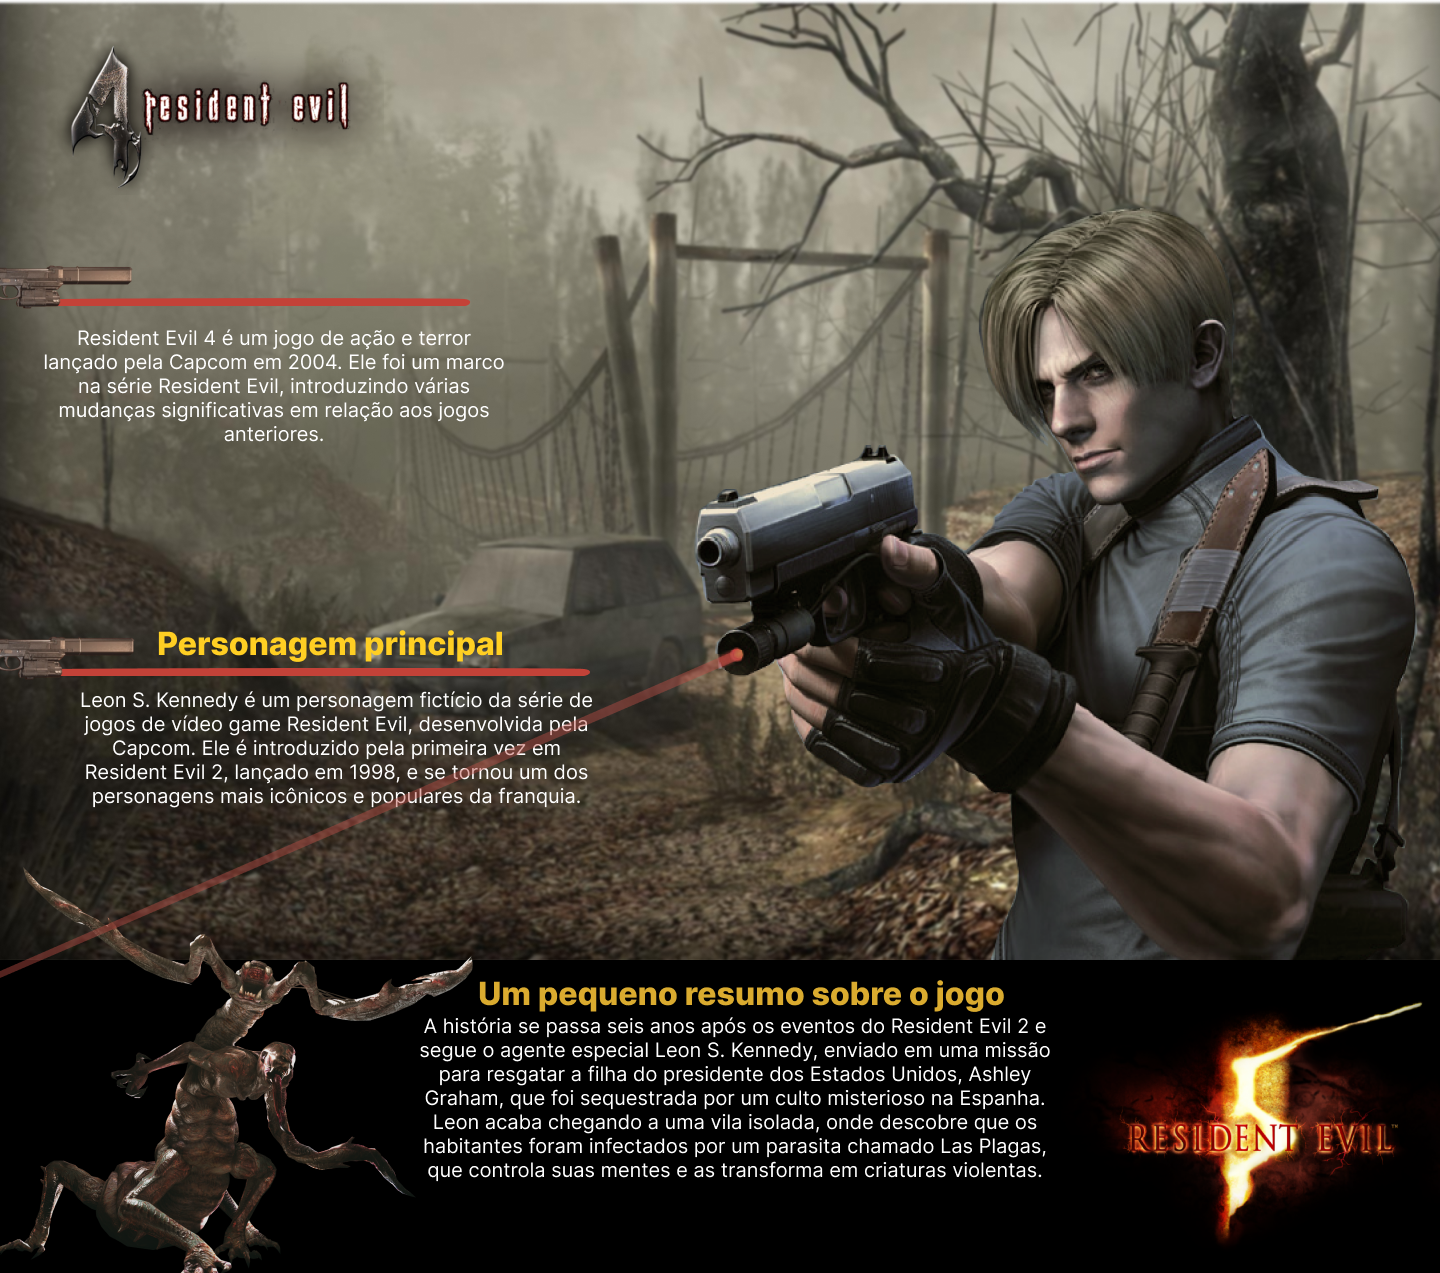 4
resident evil
Resident Evil 4 é um jogo de ação e terror
lançado pela Capcom em 2004. Ele foi um marco
na série Resident Evil, introduzindo várias
mudanças significativas em relação aos jogos
anteriores.
Personagem principal
Leon S. Kennedy é um personagem fictício da série de
jogos de vídeo game Resident Evil, desenvolvida pela
Capcom. Ele é introduzido pela primeira vez em
Resident Evil 2, lançado em 1998, e se tornou um dos
personagens mais icônicos e populares da franquia.
Um pequeno resumo sobre o jogo
A história se passa seis anos após os eventos do Resident Evil 2 e
segue o agente especial Leon S. Kennedy, enviado em uma missão
para resgatar a filha do presidente dos Estados Unidos, Ashley
Graham, que foi sequestrada por um culto misterioso na Espanha.
Leon acaba chegando a uma vila isolada, onde descobre que os
habitantes foram infectados por um parasita chamado Las Plagas,
que controla suas mentes e as transforma em criaturas violentas.
5
RESIDENT EVIL™